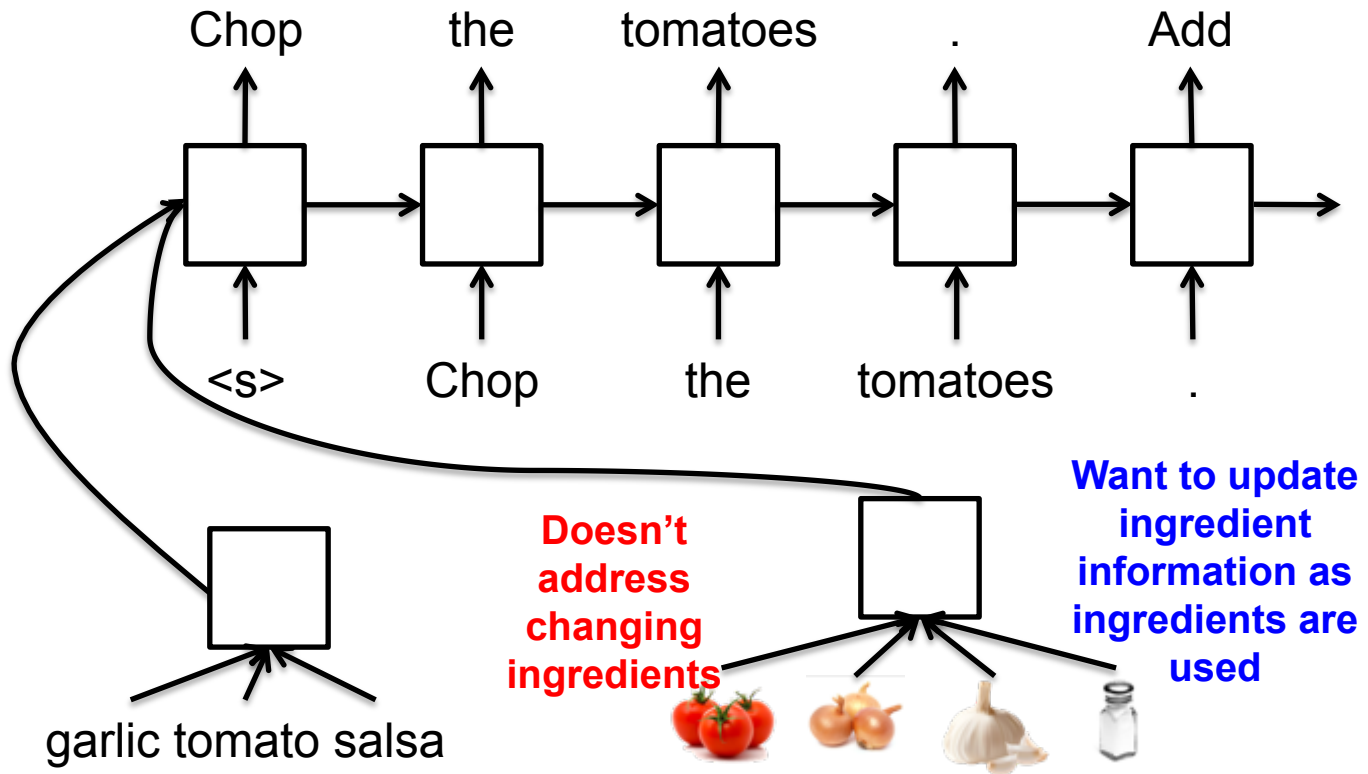 Chop the tomatoes . Add
<s> Chop the tomatoes .
Doesn’t
address
changing
ingredients
Want to update
ingredient
information as
ingredients are
used
garlic tomato salsa